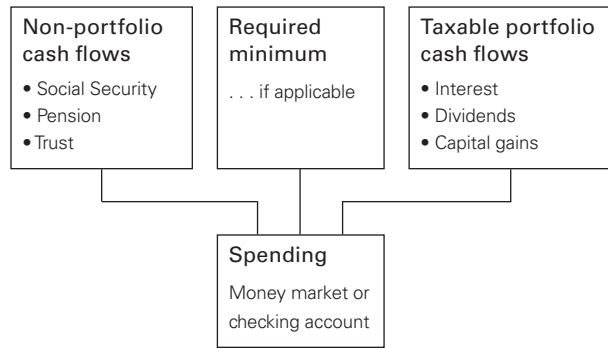 Non-portfolio
cash flows
• Social Security
• Pension
• Trust
Required
minimum
. . . if applicable
Taxable portfolio
cash flows
• Interest
• Dividends
• Capital gains
Spending
Money market or
checking account